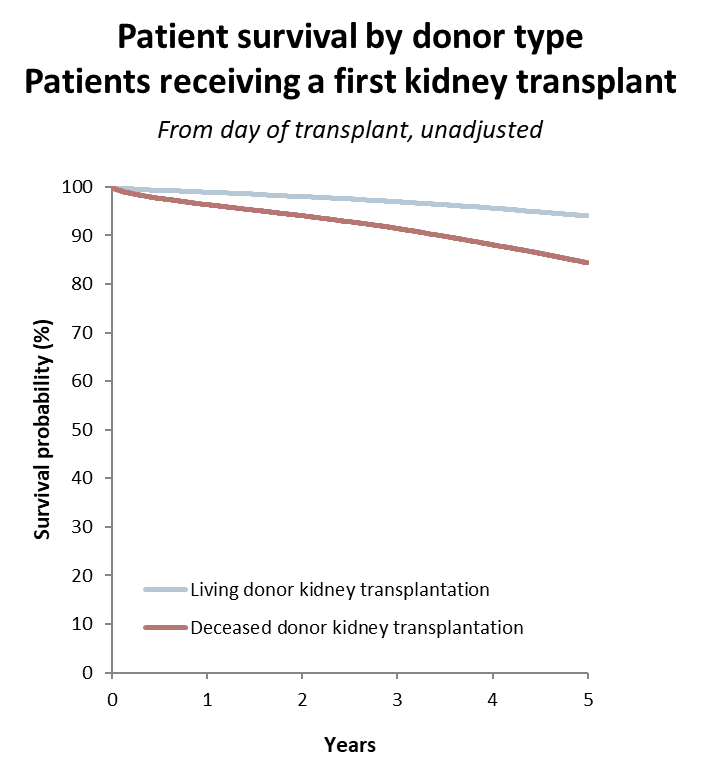 Patient survival by donor type
Patients receiving a first kidney transplant
From day of transplant, unadjusted
Survival probability (%)
100
90
80
70
60
50
40
30
20
10
0
Living donor kidney transplantation
Deceased donor kidney transplantation
0 1 2 3 4 5
Years